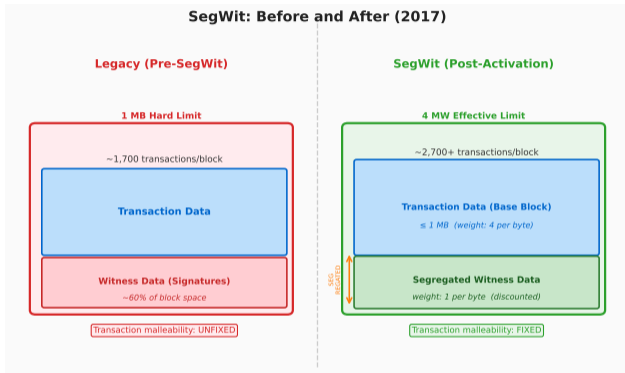 SegWit: Before and After (2017)
Legacy (Pre-SegWit)
1 MB Hard Limit
~1,700 transactions/block
Transaction Data
Witness Data (Signatures)
~60% of block space
Transaction malleability: UNFIXED
SegWit (Post-Activation)
4 MW Effective Limit
~2,700+ transactions/block
Transaction Data (Base Block)
≤ 1 MB (weight: 4 per byte)
SEG
REGATED
Segregated Witness Data
weight: 1 per byte (discounted)
Transaction malleability: FIXED